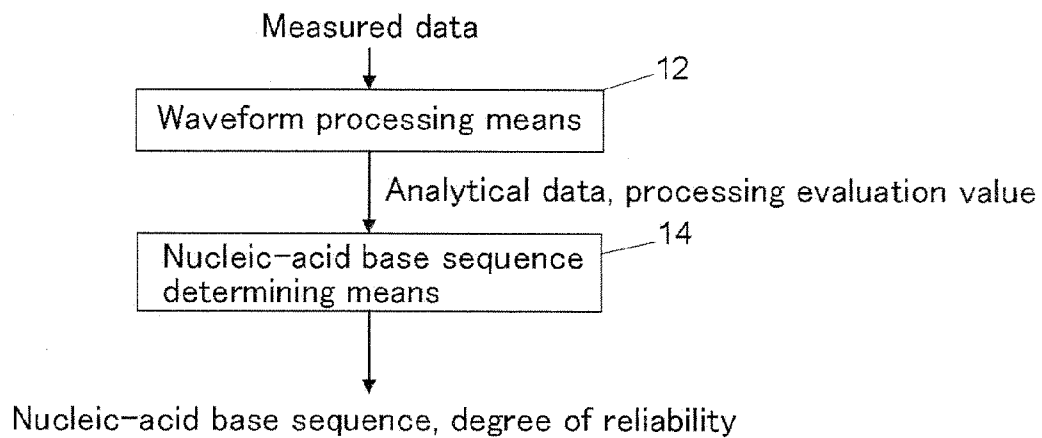 Measured data
12
Waveform processing means
Analytical data, processing evaluation value
14
Nucleic-acid base sequence
determining means
Nucleic-acid base sequence, degree of reliability